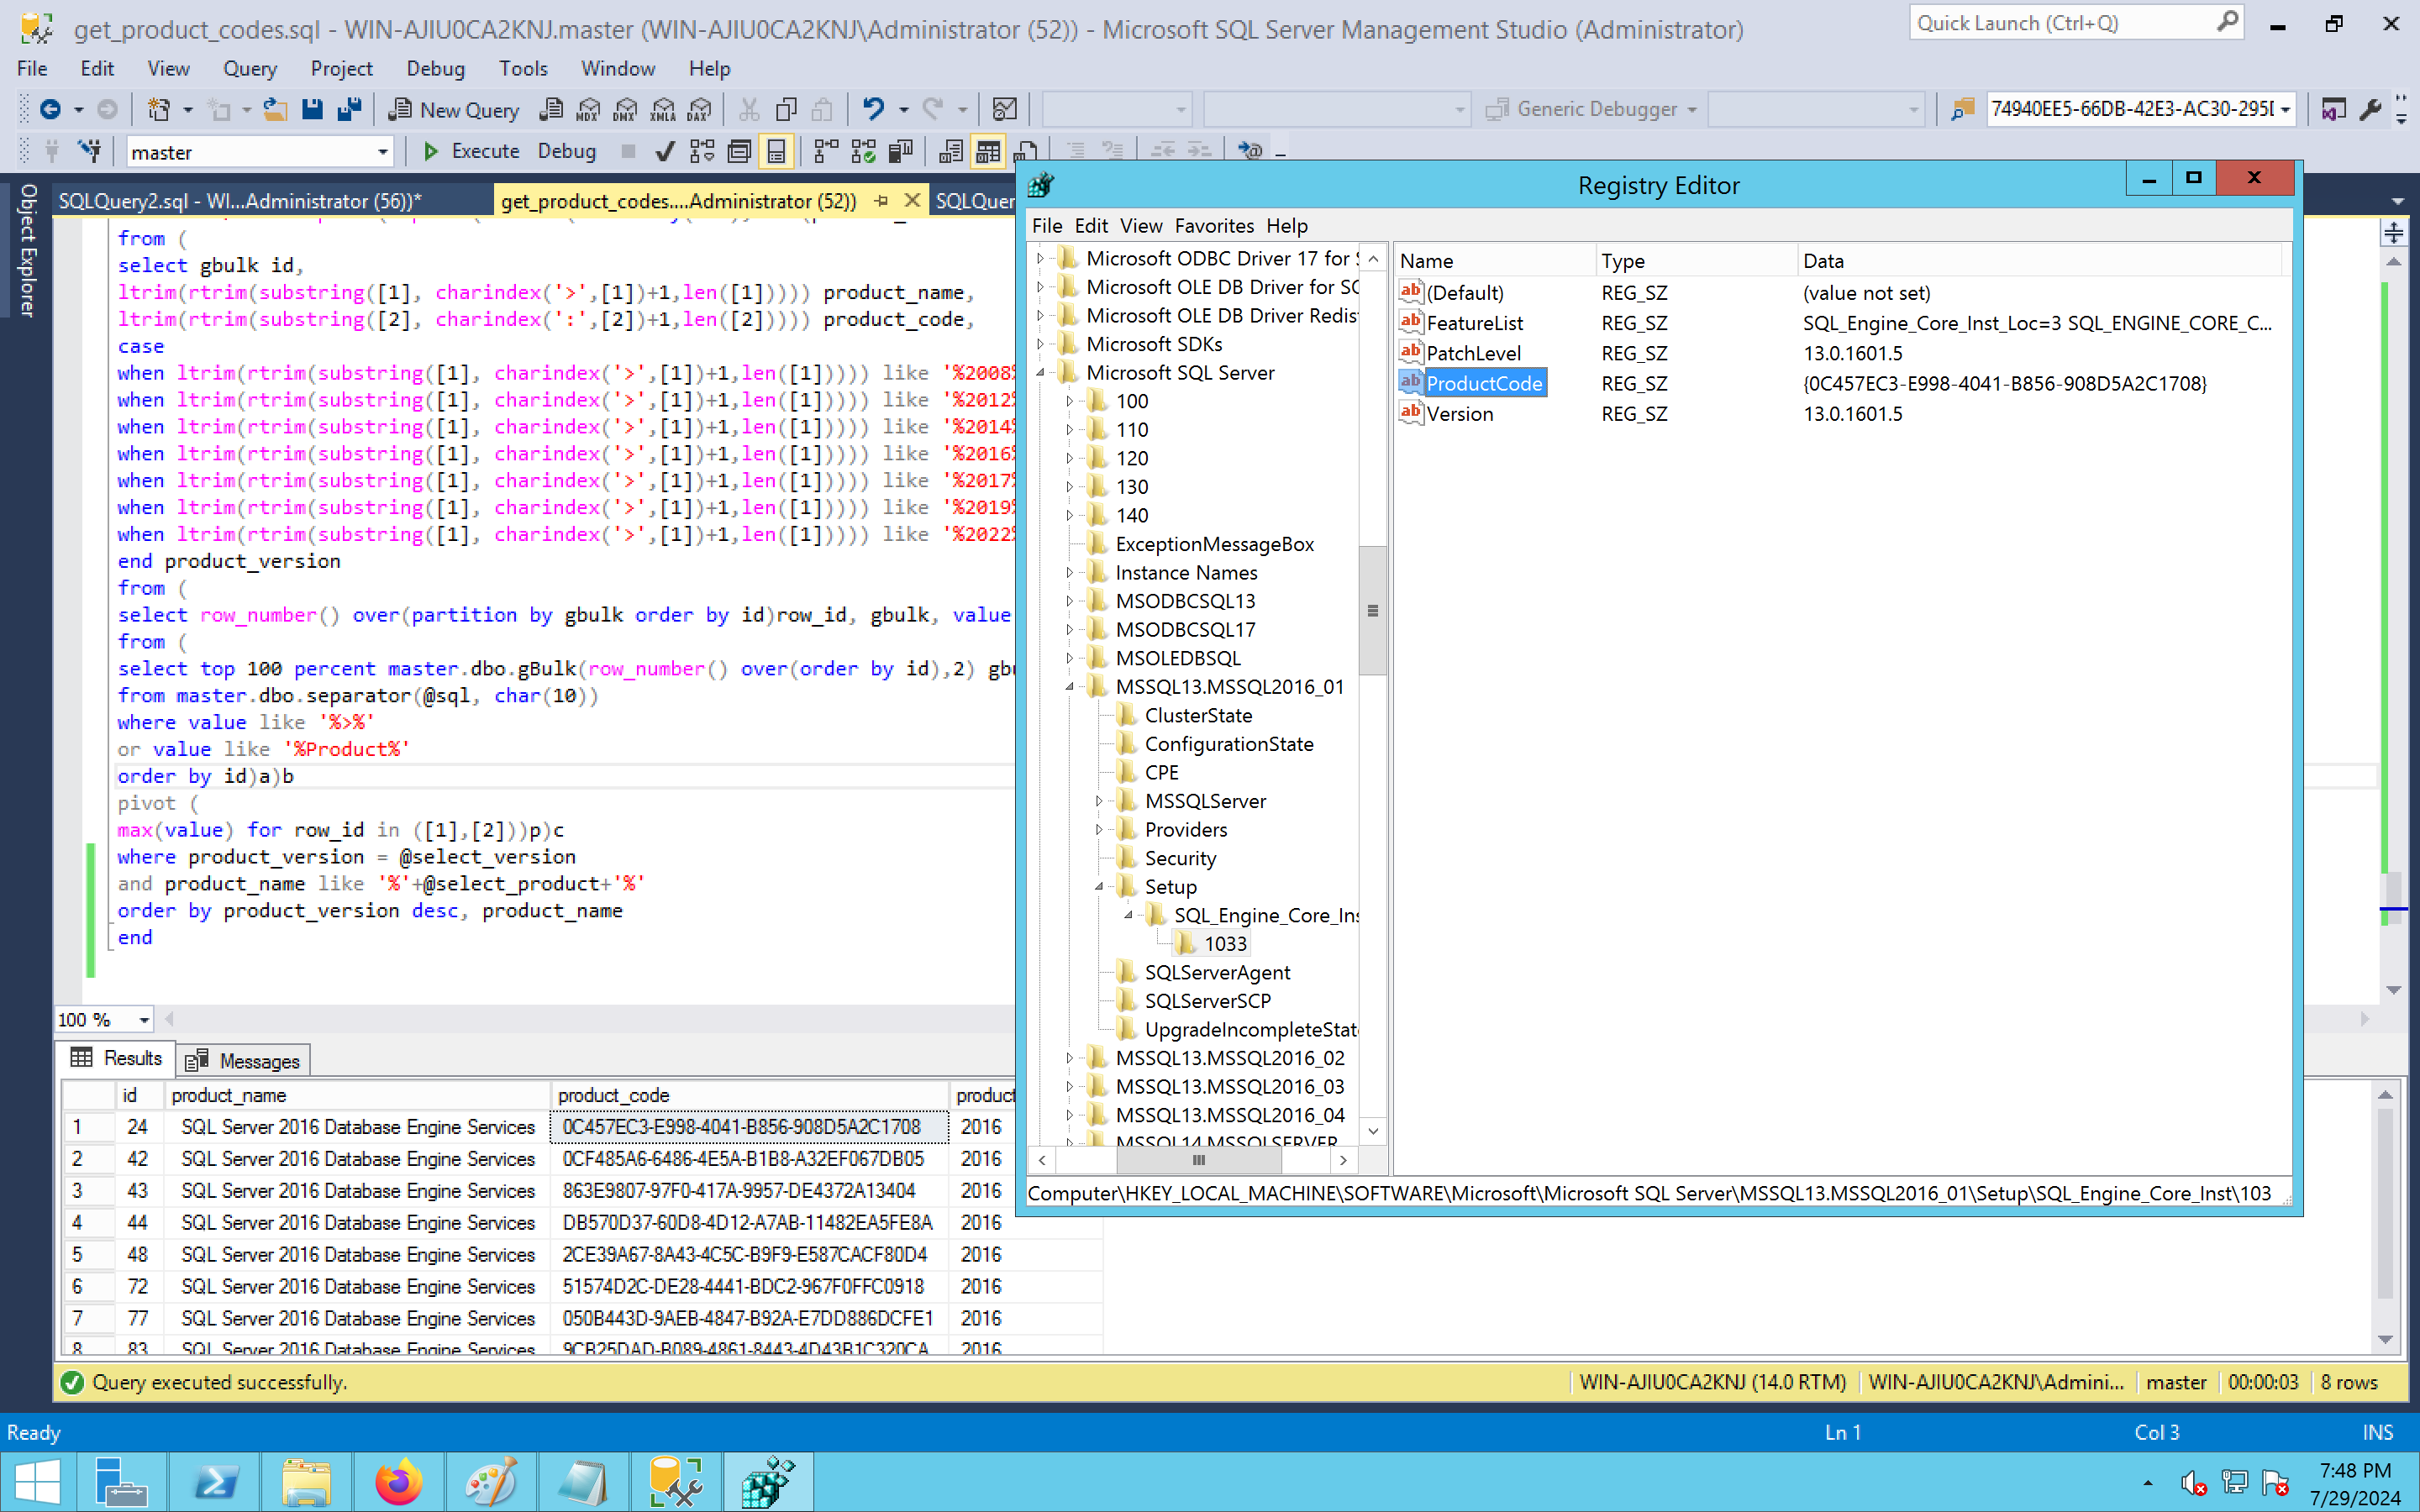 get_product_codes.sql - WIN-AJIU0CA2KNJ.master (WIN-AJIU0CA2KNJ\Administrator (52)) - Microsoft SQL Server Management Studio (Administrator)
Quick Launch (Ctrl+Q)
File Edit View Query Project Debug Tools Window Help
New Query
MDX DMX XMLA DAX
Generic Debugger
74940EE5-66DB-42E3-AC30-295I
master
Execute Debug
Object Explorer
SQLQuery2.sql - WI...Administrator (56))*
get_product_codes....Administrator (52))
SQLQuer
from (
select gbulk id,
ltrim(rtrim(substring([1], charindex('>',[1])+1,len([1])))) product_name,
ltrim(rtrim(substring([2], charindex(':',[2])+1,len([2])))) product_code,
case
when ltrim(rtrim(substring([1], charindex('>',[1])+1,len([1])))) like '%2008%
when ltrim(rtrim(substring([1], charindex('>',[1])+1,len([1])))) like '%2012%
when ltrim(rtrim(substring([1], charindex('>',[1])+1,len([1])))) like '%2014%
when ltrim(rtrim(substring([1], charindex('>',[1])+1,len([1])))) like '%2016%
when ltrim(rtrim(substring([1], charindex('>',[1])+1,len([1])))) like '%2017%
when ltrim(rtrim(substring([1], charindex('>',[1])+1,len([1])))) like '%2019%
when ltrim(rtrim(substring([1], charindex('>',[1])+1,len([1])))) like '%2022%
end product_version
from (
select row_number() over(partition by gbulk order by id)row_id, gbulk, value
from (
select top 100 percent master.dbo.gBulk(row_number() over(order by id),2) gbu
from master.dbo.separator(@sql, char(10))
where value like '%>%'
or value like '%Product%'
order by id)a)b
pivot (
max(value) for row_id in ([1],[2]))p)c
where product_version = @select_version
and product_name like '%'+@select_product+'%'
order by product_version desc, product_name
end
100 %
Results Messages
id product_name product_code product
1 24 SQL Server 2016 Database Engine Services 0C457EC3-E998-4041-B856-908D5A2C1708 2016
2 42 SQL Server 2016 Database Engine Services 0CF485A6-6486-4E5A-B1B8-A32EF067DB05 2016
3 43 SQL Server 2016 Database Engine Services 863E9807-97F0-417A-9957-DE4372A13404 2016
4 44 SQL Server 2016 Database Engine Services DB570D37-60D8-4D12-A7AB-11482EA5FE8A 2016
5 48 SQL Server 2016 Database Engine Services 2CE39A67-8A43-4C5C-B9F9-E587CACF80D4 2016
6 72 SQL Server 2016 Database Engine Services 51574D2C-DE28-4441-BDC2-967F0FFC0918 2016
7 77 SQL Server 2016 Database Engine Services 050B443D-9AEB-4847-B92A-E7DD886DCFE1 2016
8 83 SQL Server 2016 Database Engine Services 9CB25DAD-B089-4861-8443-4D43B1C320CA 2016
Registry Editor
File Edit View Favorites Help
Microsoft ODBC Driver 17 for S
Microsoft OLE DB Driver for SC
Microsoft OLE DB Driver Redis
Microsoft SDKs
Microsoft SQL Server
100
110
120
130
140
ExceptionMessageBox
Instance Names
MSODBCSQL13
MSODBCSQL17
MSOLEDBSQL
MSSQL13.MSSQL2016_01
ClusterState
ConfigurationState
CPE
MSSQLServer
Providers
Security
Setup
SQL_Engine_Core_Ins
1033
SQLServerAgent
SQLServerSCP
UpgradeIncompleteStat
MSSQL13.MSSQL2016_02
MSSQL13.MSSQL2016_03
MSSQL13.MSSQL2016_04
MSSQL14.MSSQLSERVER
Name Type Data
(Default) REG_SZ (value not set)
FeatureList REG_SZ SQL_Engine_Core_Inst_Loc=3 SQL_ENGINE_CORE_C...
PatchLevel REG_SZ 13.0.1601.5
ProductCode REG_SZ {0C457EC3-E998-4041-B856-908D5A2C1708}
Version REG_SZ 13.0.1601.5
Computer\HKEY_LOCAL_MACHINE\SOFTWARE\Microsoft\Microsoft SQL Server\MSSQL13.MSSQL2016_01\Setup\SQL_Engine_Core_Inst\103
Query executed successfully.
WIN-AJIU0CA2KNJ (14.0 RTM) WIN-AJIU0CA2KNJ\Admini... master 00:00:03 8 rows
Ready
Ln 1 Col 3 INS
7:48 PM
7/29/2024